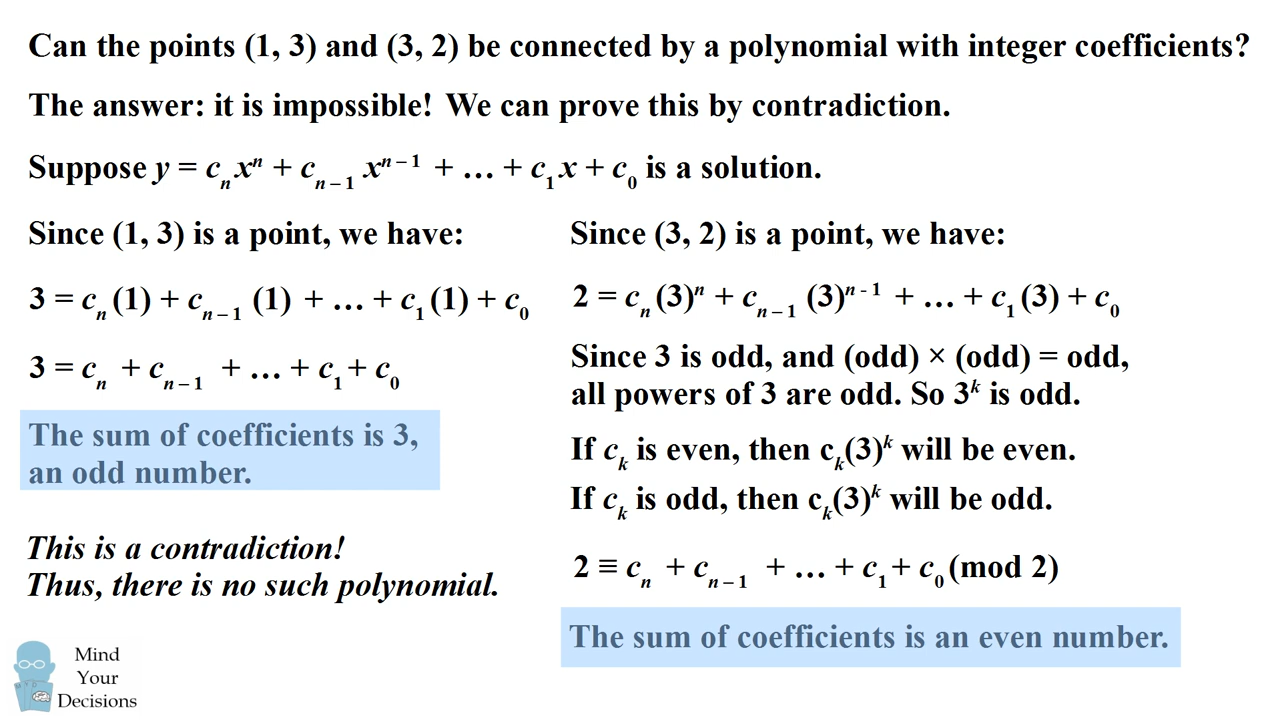 Can the points (1, 3) and (3, 2) be connected by a polynomial with integer coefficients?
The answer: it is impossible! We can prove this by contradiction.
Suppose y = cₙxⁿ + cₙ₋₁ xⁿ⁻¹ + … + c₁x + c₀ is a solution.
Since (1, 3) is a point, we have:
3 = cₙ(1) + cₙ₋₁ (1) + … + c₁(1) + c₀
3 = cₙ + cₙ₋₁ + … + c₁ + c₀
The sum of coefficients is 3,
an odd number.
This is a contradiction!
Thus, there is no such polynomial.
Since (3, 2) is a point, we have:
2 = cₙ(3)ⁿ + cₙ₋₁ (3)ⁿ⁻¹ + … + c₁(3) + c₀
Since 3 is odd, and (odd) × (odd) = odd,
all powers of 3 are odd. So 3ᵏ is odd.
If cₖ is even, then cₖ(3)ᵏ will be even.
If cₖ is odd, then cₖ(3)ᵏ will be odd.
2 ≡ cₙ + cₙ₋₁ + … + c₁ + c₀ (mod 2)
The sum of coefficients is an even number.
Mind
Your
Decisions